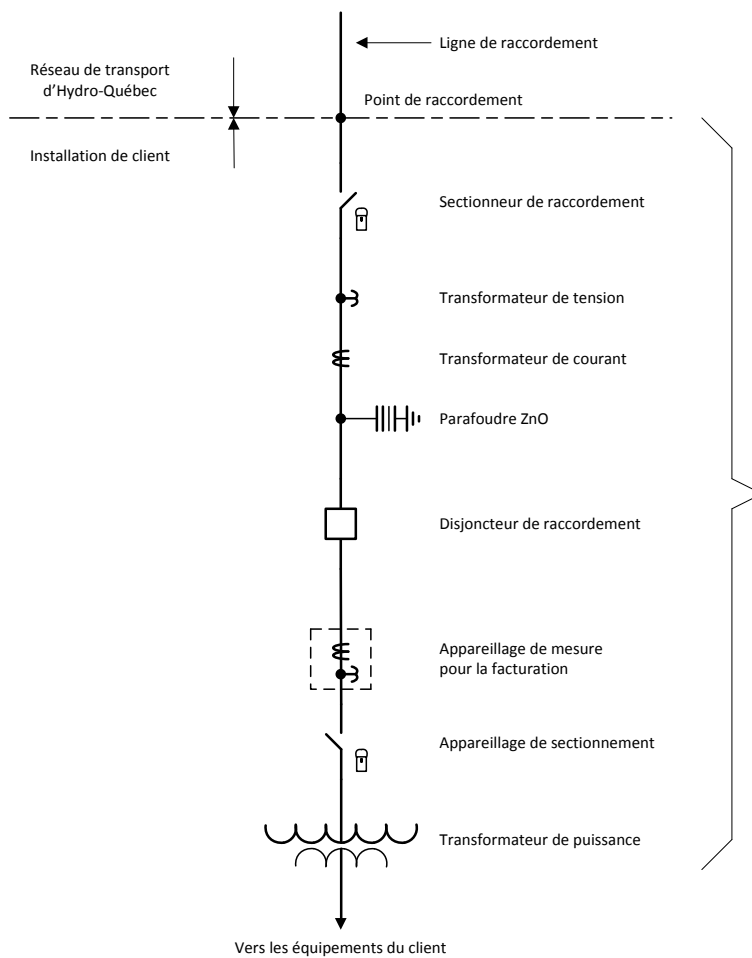 Ligne de raccordement
Réseau de transport
d’Hydro-Québec
Point de raccordement
Installation de client
Sectionneur de raccordement
Transformateur de tension
Transformateur de courant
Parafoudre ZnO
Disjoncteur de raccordement
Appareillage de mesure
pour la facturation
Appareillage de sectionnement
Transformateur de puissance
Vers les équipements du client